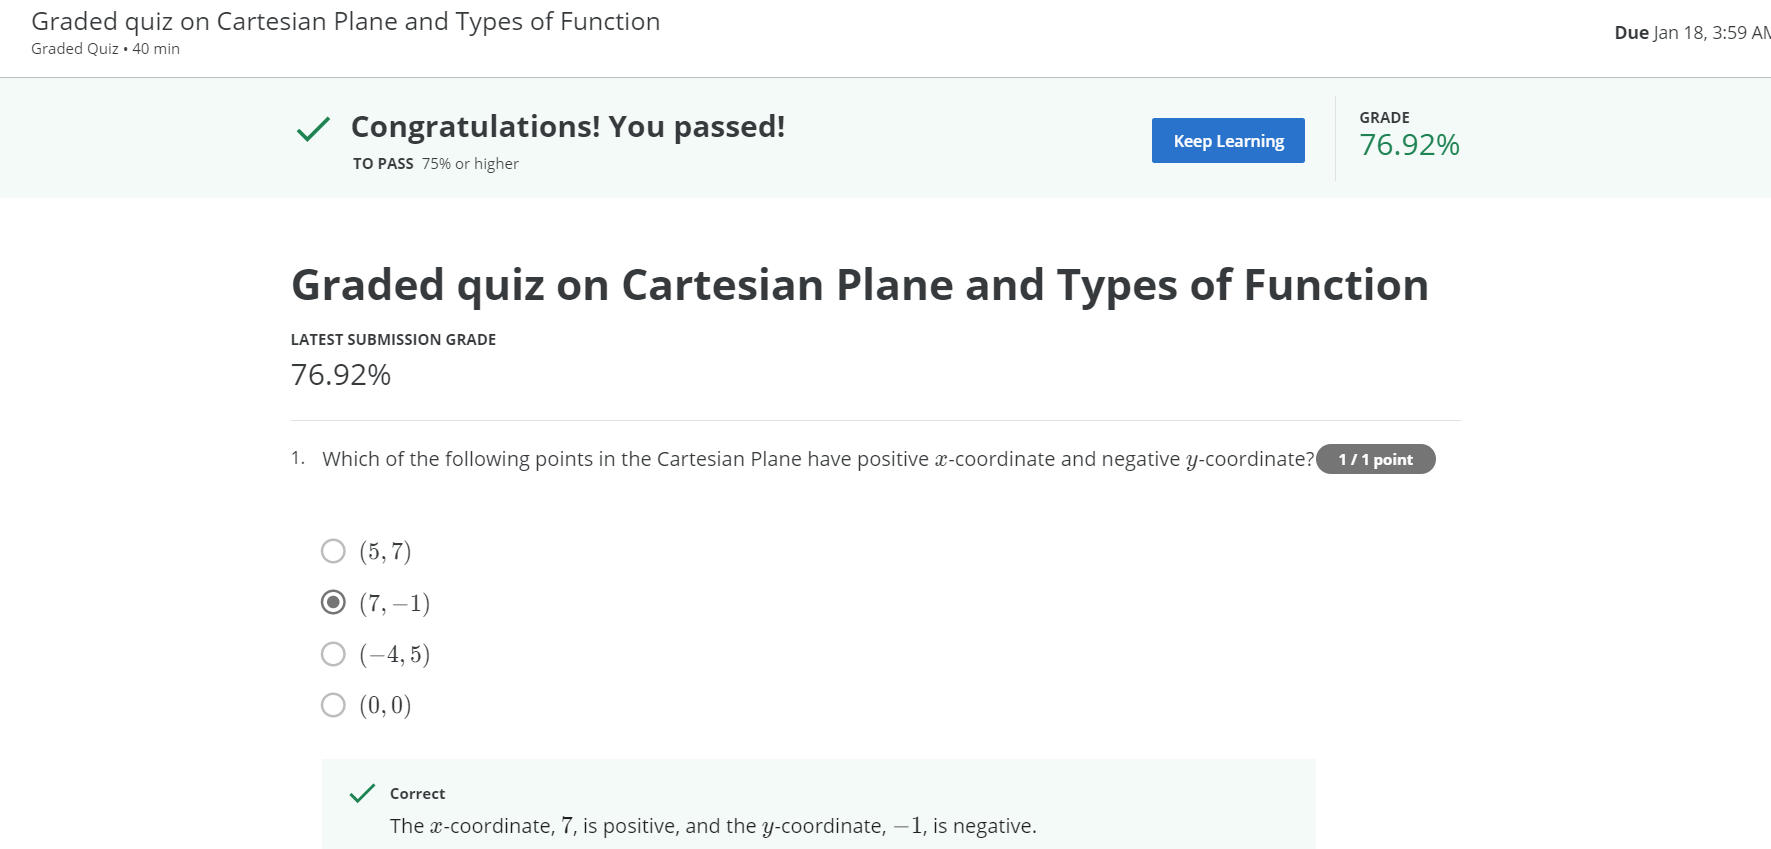 Graded quiz on Cartesian Plane and Types of Function
Graded Quiz • 40 min
Due Jan 18, 3:59 AM
Congratulations! You passed!
TO PASS 75% or higher
Keep Learning
GRADE
76.92%
Graded quiz on Cartesian Plane and Types of Function
LATEST SUBMISSION GRADE
76.92%
1. Which of the following points in the Cartesian Plane have positive x-coordinate and negative y-coordinate? 1 / 1 point
(5, 7)
(7, −1)
(−4, 5)
(0, 0)
Correct
The x-coordinate, 7, is positive, and the y-coordinate, −1, is negative.